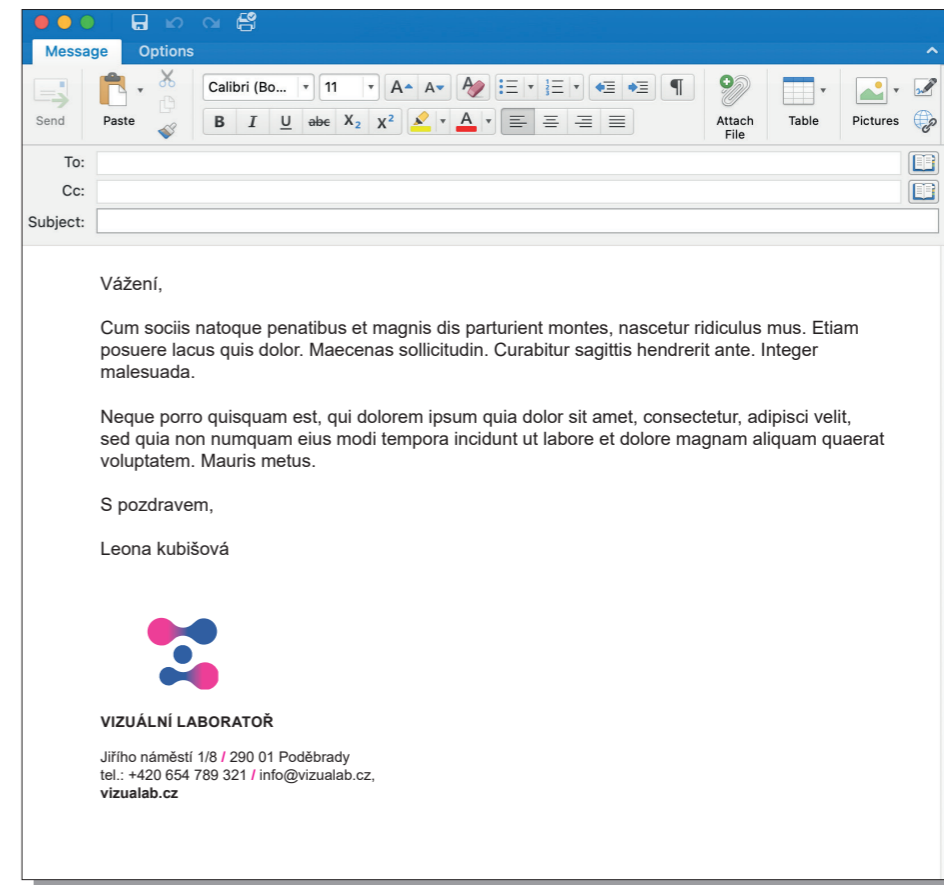 Message Options
Send
Paste
Calibri (Bo... 11 A A
B I U abc X₂ X² A
Attach
File
Table
Pictures
To:
Cc:
Subject:
Vážení,
Cum sociis natoque penatibus et magnis dis parturient montes, nascetur ridiculus mus. Etiam
posuere lacus quis dolor. Maecenas sollicitudin. Curabitur sagittis hendrerit ante. Integer
malesuada.
Neque porro quisquam est, qui dolorem ipsum quia dolor sit amet, consectetur, adipisci velit,
sed quia non numquam eius modi tempora incidunt ut labore et dolore magnam aliquam quaerat
voluptatem. Mauris metus.
S pozdravem,
Leona kubišová
VIZUÁLNÍ LABORATOŘ
Jiřího náměstí 1/8 / 290 01 Poděbrady
tel.: +420 654 789 321 / info@vizualab.cz,
vizualab.cz